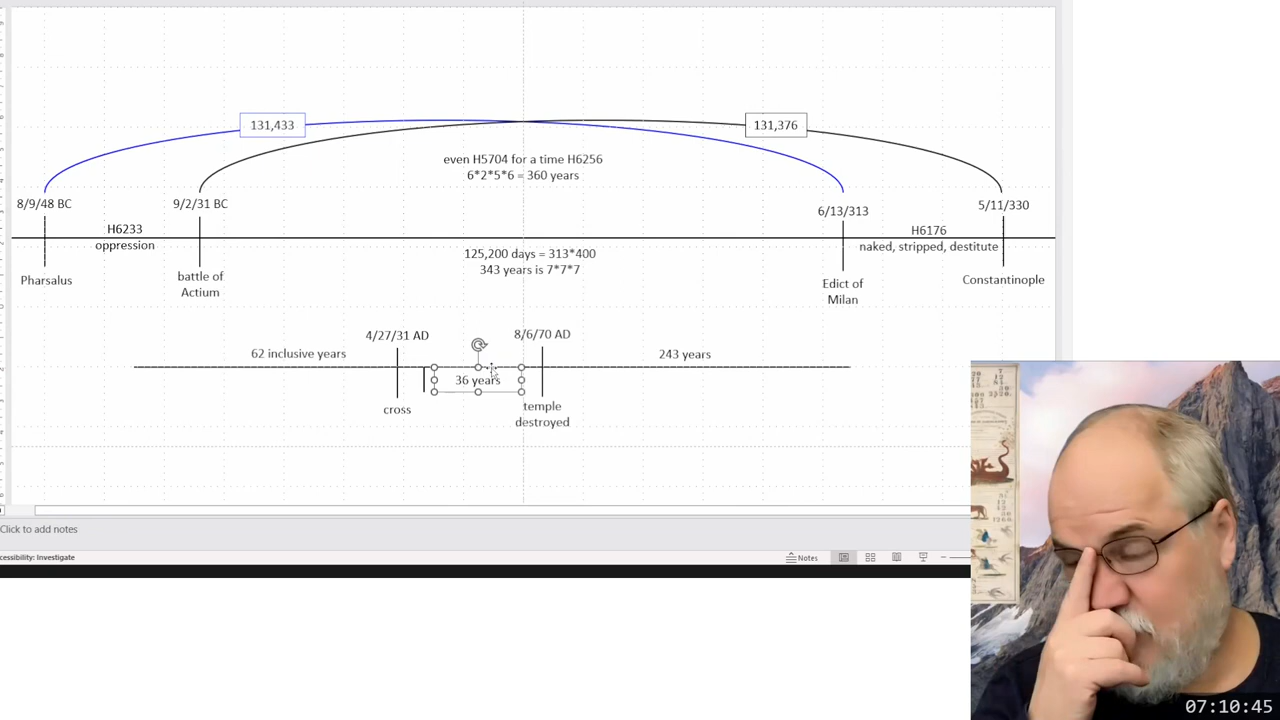 131,433
131,376
even H5704 for a time H6256
6*2*5*6 = 360 years
8/9/48 BC
9/2/31 BC
6/13/313
5/11/330
H6233
oppression
H6176
naked, stripped, destitute
125,200 days = 313*400
343 years is 7*7*7
Pharsalus
battle of
Actium
Edict of
Milan
Constantinople
4/27/31 AD
8/6/70 AD
62 inclusive years
243 years
36 years
cross
temple
destroyed
Click to add notes
cessibility: Investigate
Notes
07:10:45